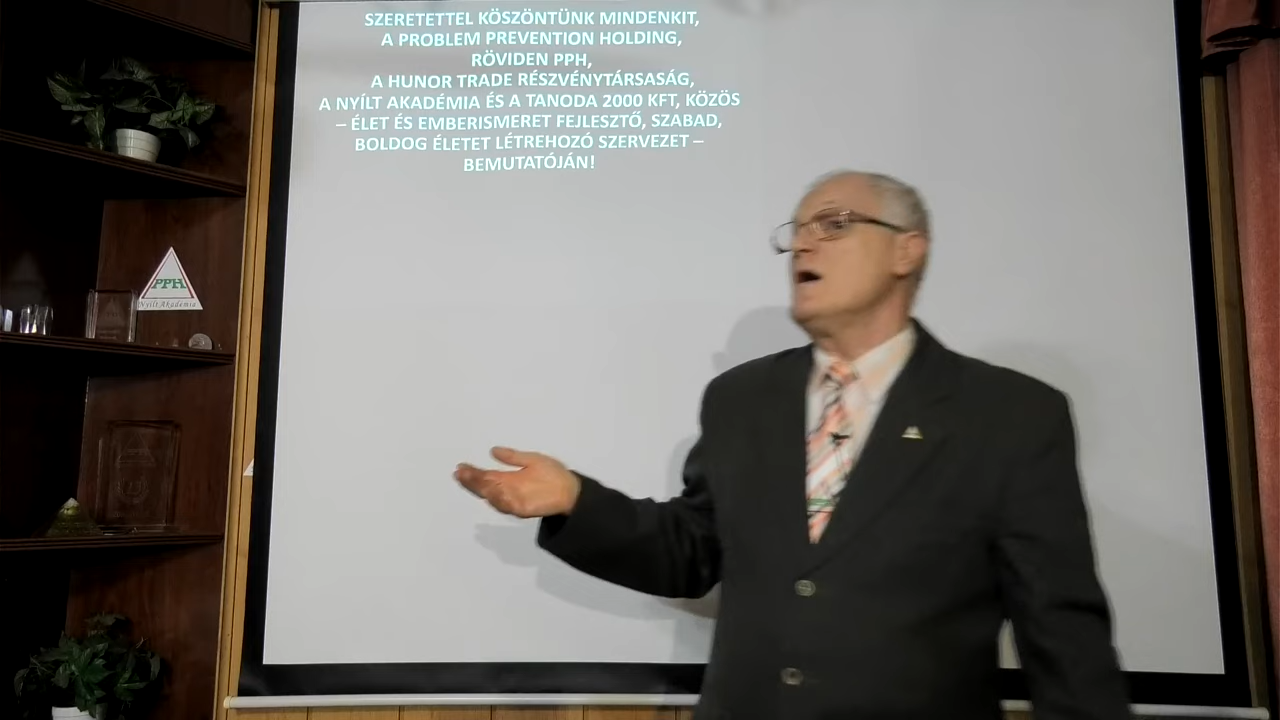 SZERETETTEL KÖSZÖNTÜNK MINDENKIT,
A PROBLEM PREVENTION HOLDING,
RÖVIDEN PPH,
A HUNOR TRADE RÉSZVÉNYTÁRSASÁG,
A NYÍLT AKADÉMIA ÉS A TANODA 2000 KFT, KÖZÖS
– ÉLET ÉS EMBERISMERET FEJLESZTŐ, SZABAD,
BOLDOG ÉLETET LÉTREHOZÓ SZERVEZET –
BEMUTATÓJÁN!
PPH
Nyílt Akadémia